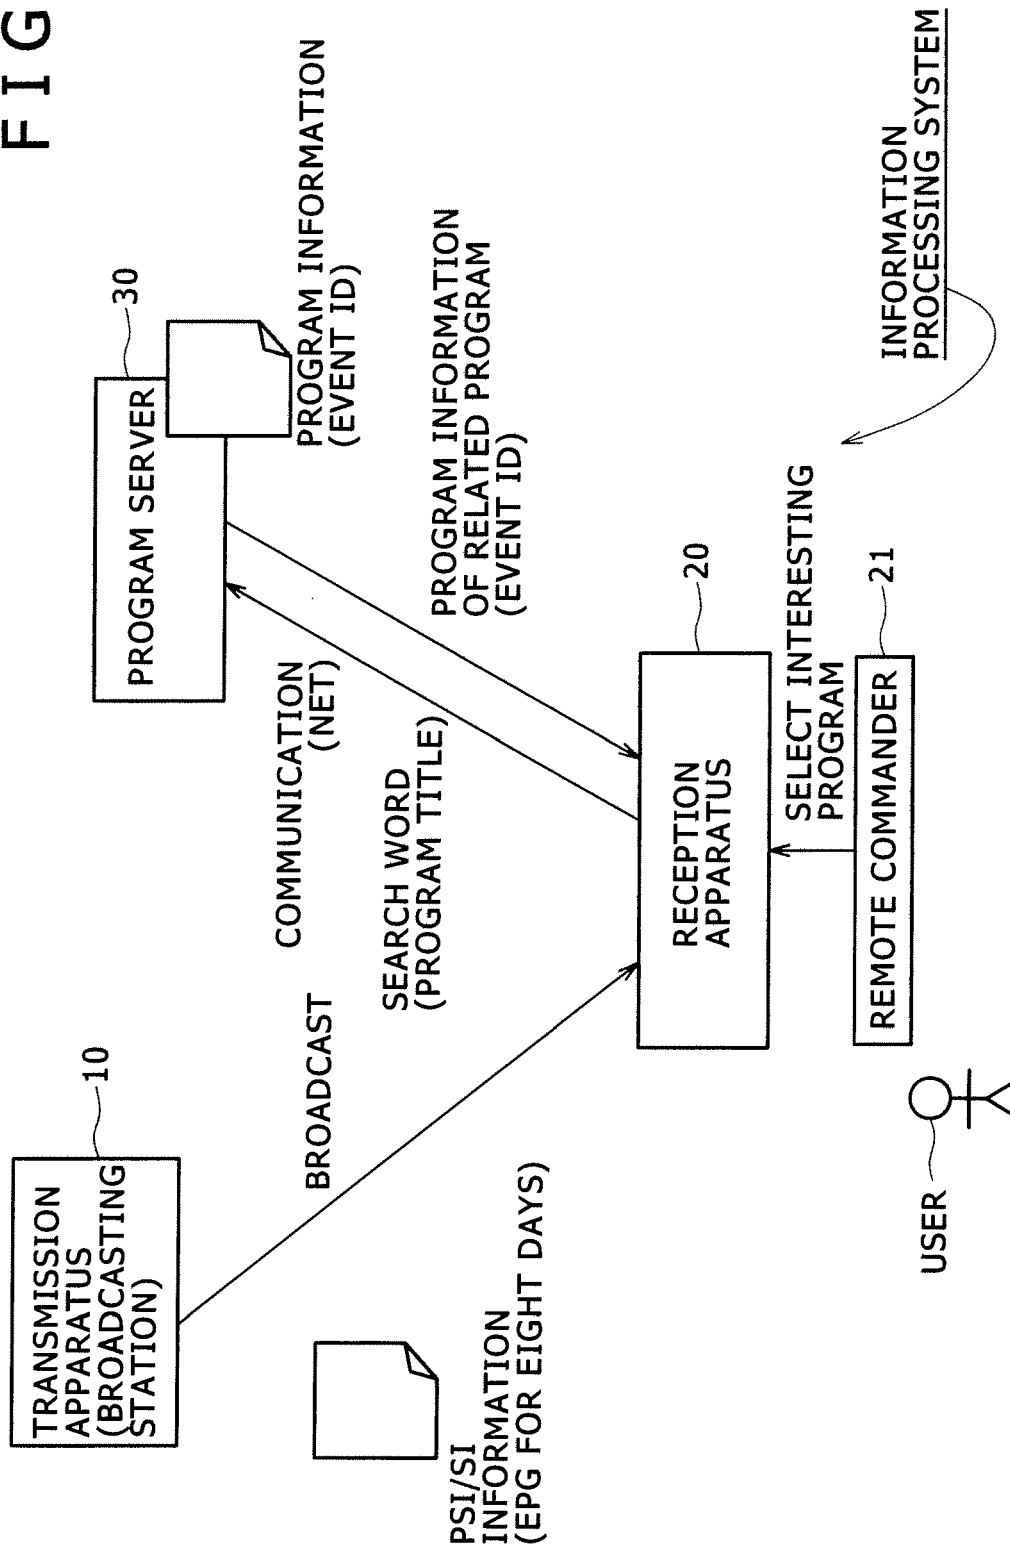 FIG
TRANSMISSION
APPARATUS
(BROADCASTING
STATION)
10
PROGRAM SERVER
30
PROGRAM INFORMATION
(EVENT ID)
PSI/SI
INFORMATION
(EPG FOR EIGHT DAYS)
BROADCAST
COMMUNICATION
(NET)
SEARCH WORD
(PROGRAM TITLE)
PROGRAM INFORMATION
OF RELATED PROGRAM
(EVENT ID)
RECEPTION
APPARATUS
20
SELECT INTERESTING
PROGRAM
REMOTE COMMANDER
21
USER
INFORMATION
PROCESSING SYSTEM